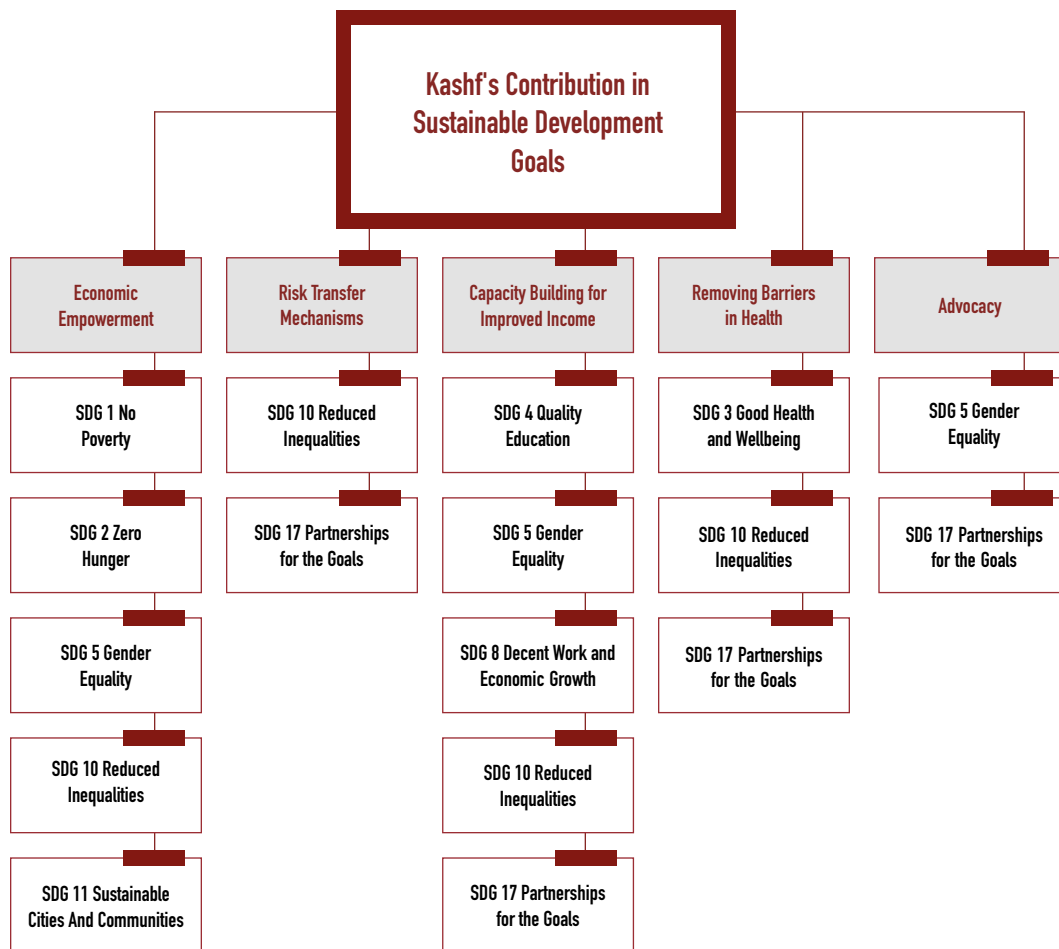 Kashf's Contribution in
Sustainable Development
Goals
Economic
Empowerment
SDG 1 No
Poverty
SDG 2 Zero
Hunger
SDG 5 Gender
Equality
SDG 10 Reduced
Inequalities
SDG 11 Sustainable
Cities And Communities
Risk Transfer
Mechanisms
SDG 10 Reduced
Inequalities
SDG 17 Partnerships
for the Goals
Capacity Building for
Improved Income
SDG 4 Quality
Education
SDG 5 Gender
Equality
SDG 8 Decent Work and
Economic Growth
SDG 10 Reduced
Inequalities
SDG 17 Partnerships
for the Goals
Removing Barriers
in Health
SDG 3 Good Health
and Wellbeing
SDG 10 Reduced
Inequalities
SDG 17 Partnerships
for the Goals
Advocacy
SDG 5 Gender
Equality
SDG 17 Partnerships
for the Goals